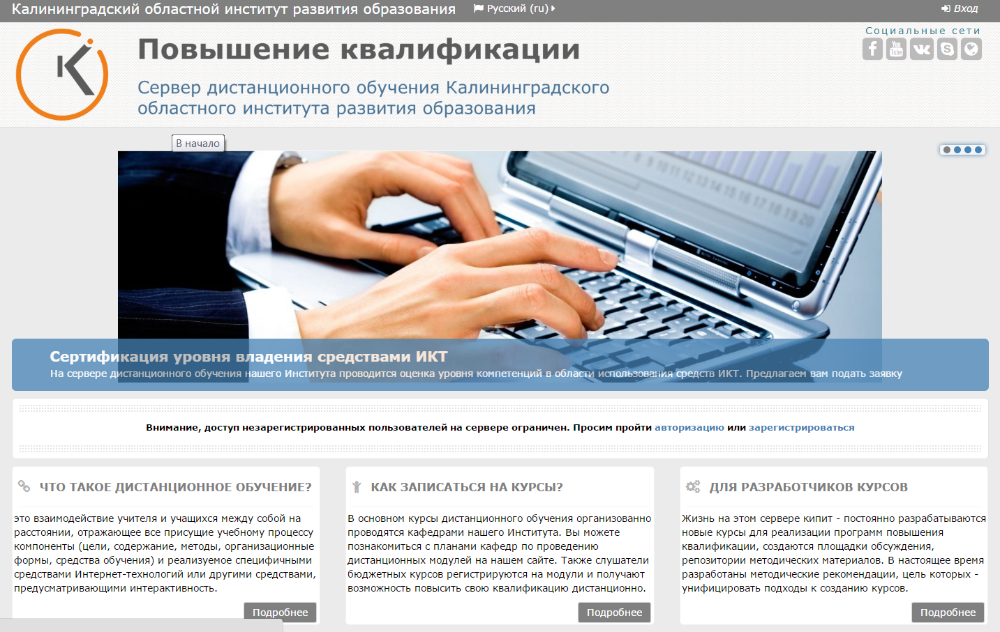 Калининградский областной институт развития образования
Русский (ru)
Вход
Социальные сети
Повышение квалификации
Сервер дистанционного обучения Калининградского
областного института развития образования
В начало
Сертификация уровня владения средствами ИКТ
На сервере дистанционного обучения нашего Института проводится оценка уровня компетенций в области использования средств ИКТ. Предлагаем вам подать заявку
Внимание, доступ незарегистрированных пользователей на сервере ограничен. Просим пройти авторизацию или зарегистрироваться
ЧТО ТАКОЕ ДИСТАНЦИОННОЕ ОБУЧЕНИЕ?
это взаимодействие учителя и учащихся между собой на
расстоянии, отражающее все присущие учебному процессу
компоненты (цели, содержание, методы, организационные
формы, средства обучения) и реализуемое специфичными
средствами Интернет-технологий или другими средствами,
предусматривающими интерактивность.
Подробнее
КАК ЗАПИСАТЬСЯ НА КУРСЫ?
В основном курсы дистанционного обучения организованно
проводятся кафедрами нашего Института. Вы можете
познакомиться с планами кафедр по проведению
дистанционных модулей на нашем сайте. Также слушатели
бюджетных курсов регистрируются на модули и получают
возможность повысить свою квалификацию дистанционно.
Подробнее
ДЛЯ РАЗРАБОТЧИКОВ КУРСОВ
Жизнь на этом сервере кипит - постоянно разрабатываются
новые курсы для реализации программ повышения
квалификации, создаются площадки обсуждения,
репозитории методических материалов. В настоящее время
разработаны методические рекомендации, цель которых -
унифицировать подходы к созданию курсов.
Подробнее